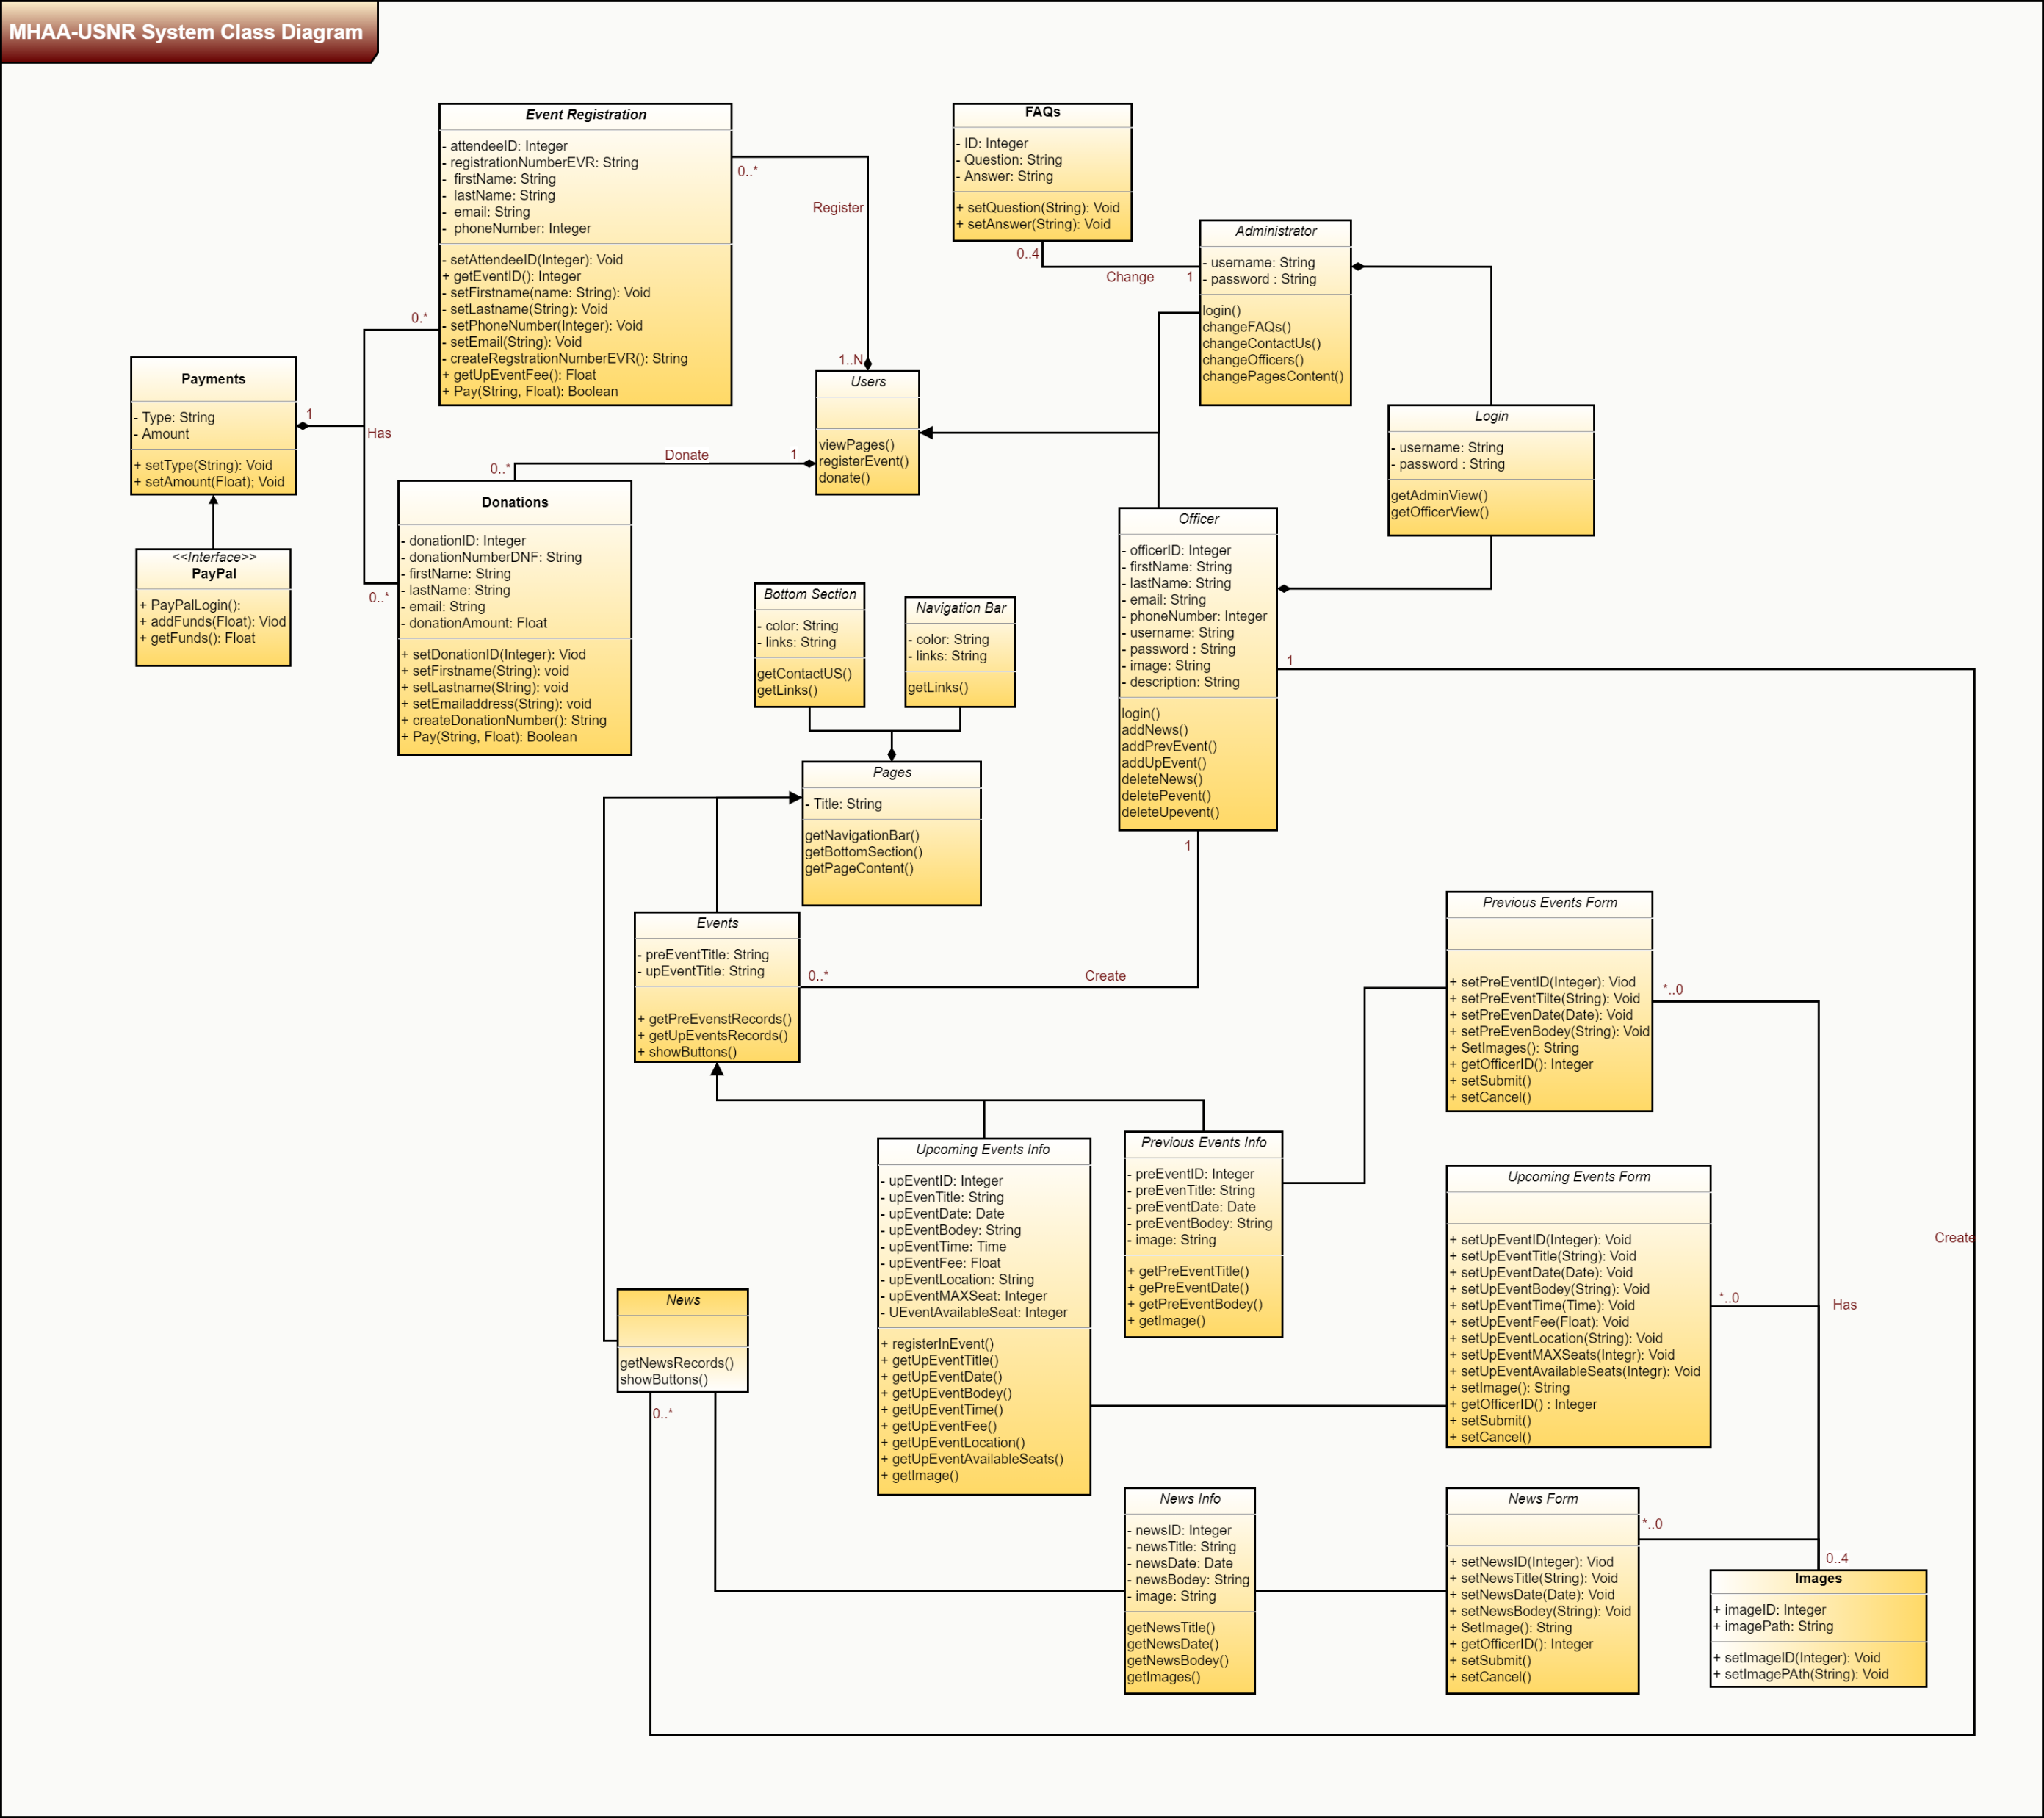 MHAA-USNR System Class Diagram
Event Registration
- attendeeID: Integer
- registrationNumberEVR: String
- firstName: String
- lastName: String
- email: String
- phoneNumber: Integer
- setAttendeeID(Integer): Void
+ getEventID(): Integer
- setFirstname(name: String): Void
- setLastname(String): Void
- setPhoneNumber(Integer): Void
- setEmail(String): Void
- createRegstrationNumberEVR(): String
+ getUpEventFee(): Float
+ Pay(String, Float): Boolean
0..*
Register
1..N
FAQs
- ID: Integer
- Question: String
- Answer: String
+ setQuestion(String): Void
+ setAnswer(String): Void
0..4
Change
1
Administrator
- username: String
- password : String
login()
changeFAQs()
changeContactUs()
changeOfficers()
changePagesContent()
Payments
- Type: String
- Amount
+ setType(String): Void
+ setAmount(Float); Void
1
Has
0.*
0..*
<<Interface>>
PayPal
+ PayPalLogin():
+ addFunds(Float): Viod
+ getFunds(): Float
Users
viewPages()
registerEvent()
donate()
Donate
1
0..*
Donations
- donationID: Integer
- donationNumberDNF: String
- firstName: String
- lastName: String
- email: String
- donationAmount: Float
+ setDonationID(Integer): Viod
+ setFirstname(String): void
+ setLastname(String): void
+ setEmailaddress(String): void
+ createDonationNumber(): String
+ Pay(String, Float): Boolean
Login
- username: String
- password : String
getAdminView()
getOfficerView()
Officer
- officerID: Integer
- firstName: String
- lastName: String
- email: String
- phoneNumber: Integer
- username: String
- password : String
- image: String
- description: String
login()
addNews()
addPrevEvent()
addUpEvent()
deleteNews()
deletePevent()
deleteUpevent()
1
1
Bottom Section
- color: String
- links: String
getContactUS()
getLinks()
Navigation Bar
- color: String
- links: String
getLinks()
Pages
- Title: String
getNavigationBar()
getBottomSection()
getPageContent()
Events
- preEventTitle: String
- upEventTitle: String
+ getPreEvenstRecords()
+ getUpEventsRecords()
+ showButtons()
0..*
Create
Previous Events Form
+ setPreEventID(Integer): Viod
+ setPreEventTilte(String): Void
+ setPreEvenDate(Date): Void
+ setPreEvenBodey(String): Void
+ SetImages(): String
+ getOfficerID(): Integer
+ setSubmit()
+ setCancel()
*..0
Upcoming Events Info
- upEventID: Integer
- upEvenTitle: String
- upEventDate: Date
- upEventBodey: String
- upEventTime: Time
- upEventFee: Float
- upEventLocation: String
- upEventMAXSeat: Integer
- UEventAvailableSeat: Integer
+ registerInEvent()
+ getUpEventTitle()
+ getUpEventDate()
+ getUpEventBodey()
+ getUpEventTime()
+ getUpEventFee()
+ getUpEventLocation()
+ getUpEventAvailableSeats()
+ getImage()
Previous Events Info
- preEventID: Integer
- preEvenTitle: String
- preEventDate: Date
- preEventBodey: String
- image: String
+ getPreEventTitle()
+ gePreEventDate()
+ getPreEventBodey()
+ getImage()
Upcoming Events Form
+ setUpEventID(Integer): Void
+ setUpEventTitle(String): Void
+ setUpEventDate(Date): Void
+ setUpEventBodey(String): Void
+ setUpEventTime(Time): Void
+ setUpEventFee(Float): Void
+ setUpEventLocation(String): Void
+ setUpEventMAXSeats(Integr): Void
+ setUpEventAvailableSeats(Integr): Void
+ setImage(): String
+ getOfficerID() : Integer
+ setSubmit()
+ setCancel()
*..0
Has
Create
News
getNewsRecords()
showButtons()
0..*
News Info
- newsID: Integer
- newsTitle: String
- newsDate: Date
- newsBodey: String
- image: String
getNewsTitle()
getNewsDate()
getNewsBodey()
getImages()
News Form
+ setNewsID(Integer): Viod
+ setNewsTitle(String): Void
+ setNewsDate(Date): Void
+ setNewsBodey(String): Void
+ SetImage(): String
+ getOfficerID(): Integer
+ setSubmit()
+ setCancel()
*..0
0..4
Images
+ imageID: Integer
+ imagePath: String
+ setImageID(Integer): Void
+ setImagePAth(String): Void